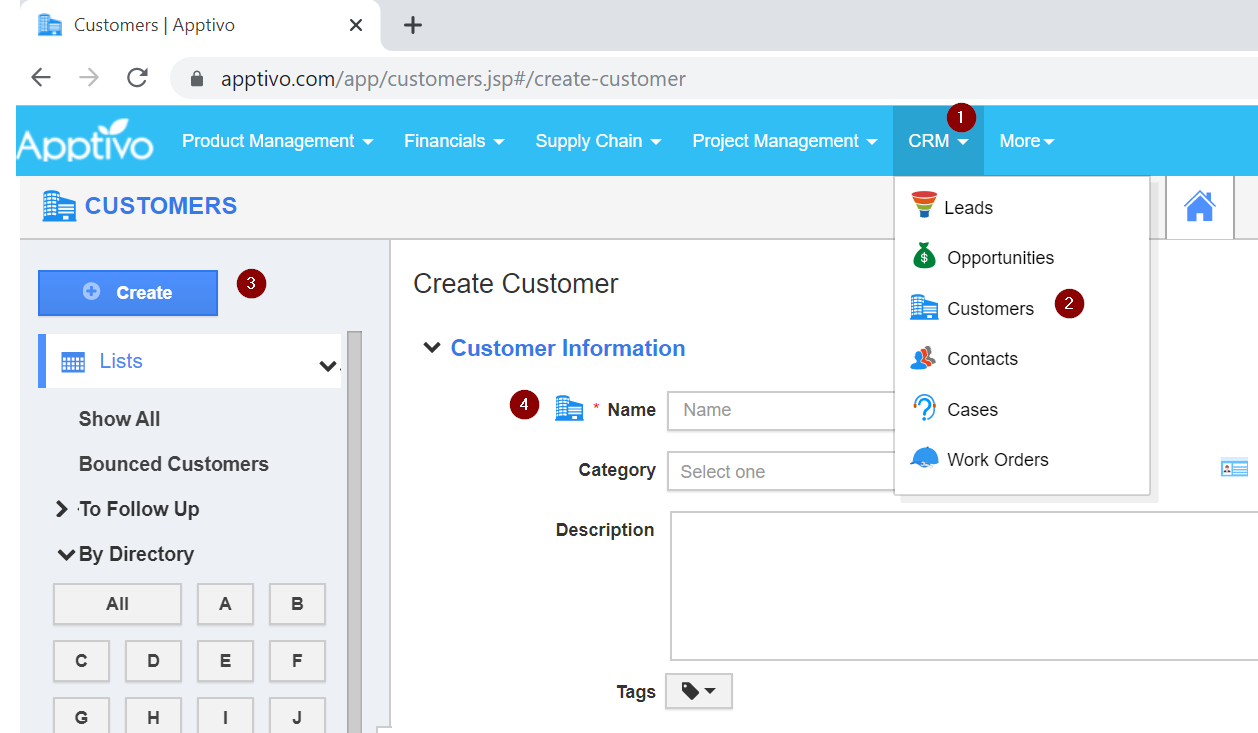 Customers | Apptivo
apptivo.com/app/customers.jsp#/create-customer
Apptivo
Product Management
Financials
Supply Chain
Project Management
CRM
1
More
CUSTOMERS
Leads
Opportunities
Customers
2
Contacts
Cases
Work Orders
Create
3
Lists
Show All
Bounced Customers
To Follow Up
By Directory
All A B
C D E F
G H I J
Create Customer
Customer Information
4 * Name Name
Category Select one
Description
Tags